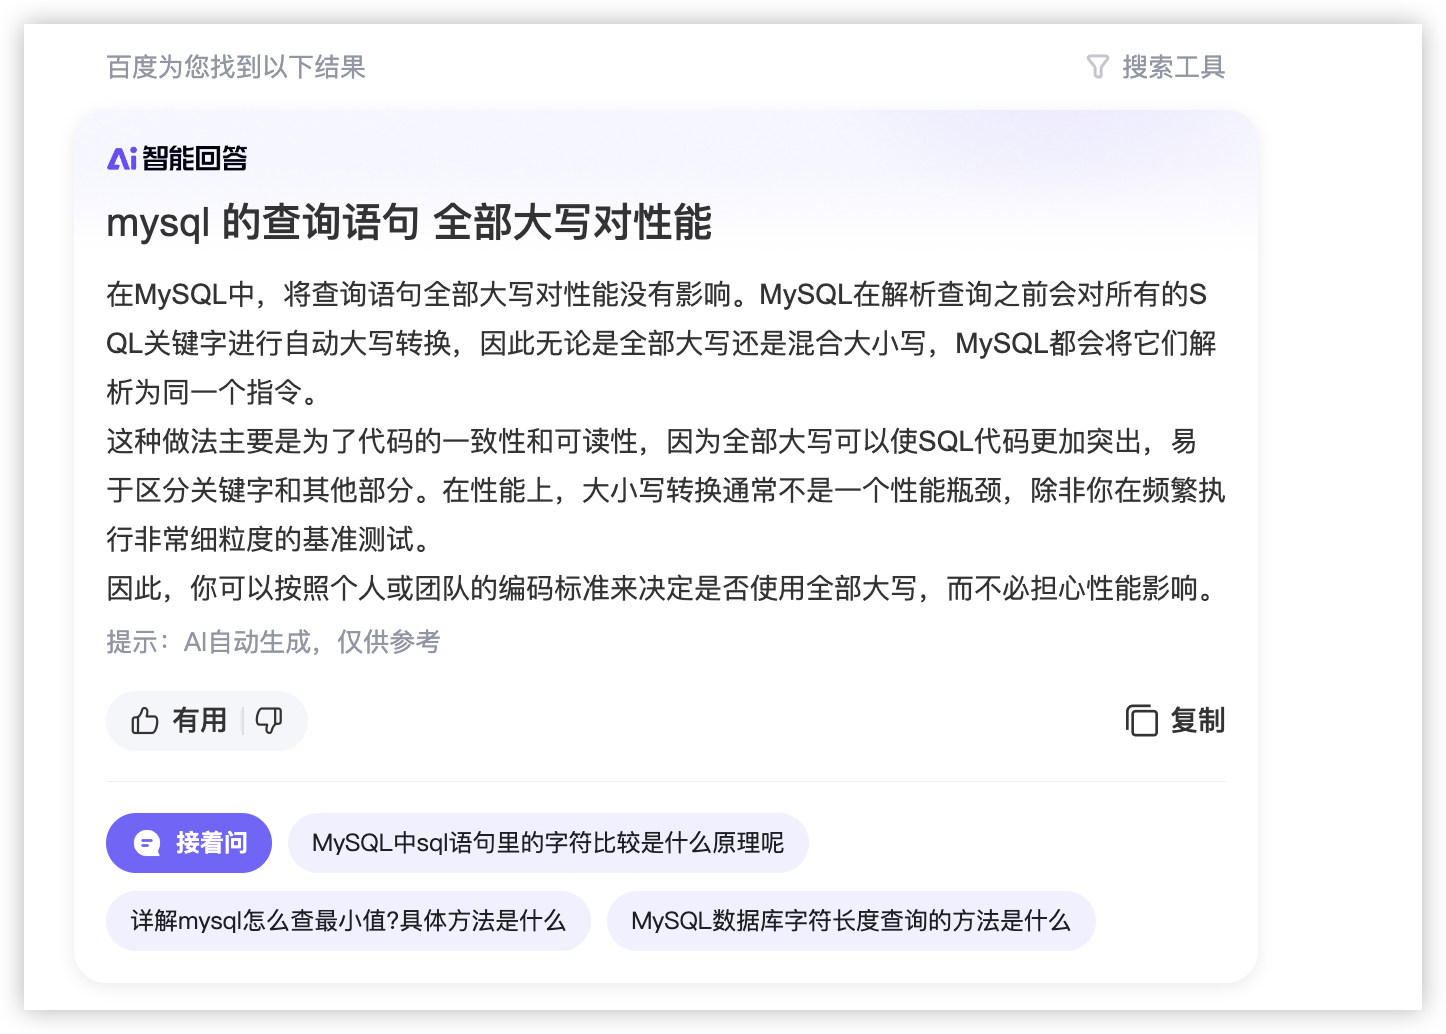 百度为您找到以下结果
搜索工具
Ai智能回答
mysql 的查询语句 全部大写对性能
在MySQL中，将查询语句全部大写对性能没有影响。MySQL在解析查询之前会对所有的S
QL关键字进行自动大写转换，因此无论是全部大写还是混合大小写，MySQL都会将它们解
析为同一个指令。
这种做法主要是为了代码的一致性和可读性，因为全部大写可以使SQL代码更加突出，易
于区分关键字和其他部分。在性能上，大小写转换通常不是一个性能瓶颈，除非你在频繁执
行非常细粒度的基准测试。
因此，你可以按照个人或团队的编码标准来决定是否使用全部大写，而不必担心性能影响。
提示：AI自动生成，仅供参考
有用
复制
接着问
MySQL中sql语句里的字符比较是什么原理呢
详解mysql怎么查最小值?具体方法是什么
MySQL数据库字符长度查询的方法是什么